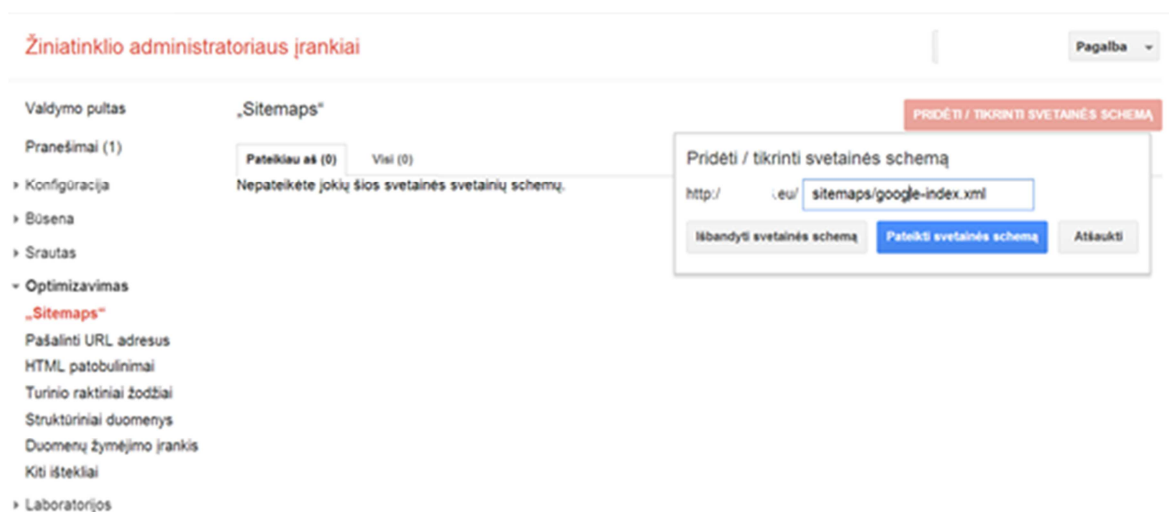 Žiniatinklio administratoriaus įrankiai
Pagalba
Valdymo pultas
„Sitemaps“
PRIDĖTI / TIKRINTI SVETAINĖS SCHEMĄ
Pranešimai (1)
Pateikiau aš (0) Visi (0)
Nepateikėte jokių šios svetainės svetainių schemų.
Pridėti / tikrinti svetainės schemą
http:/ .eu/ sitemaps/google-index.xml
Išbandyti svetainės schemą Pateikti svetainės schemą Atšaukti
Konfigūracija
Būsena
Srautas
Optimizavimas
„Sitemaps“
Pašalinti URL adresus
HTML patobulinimai
Turinio raktiniai žodžiai
Struktūriniai duomenys
Duomenų žymėjimo įrankis
Kiti ištekliai
Laboratorijos